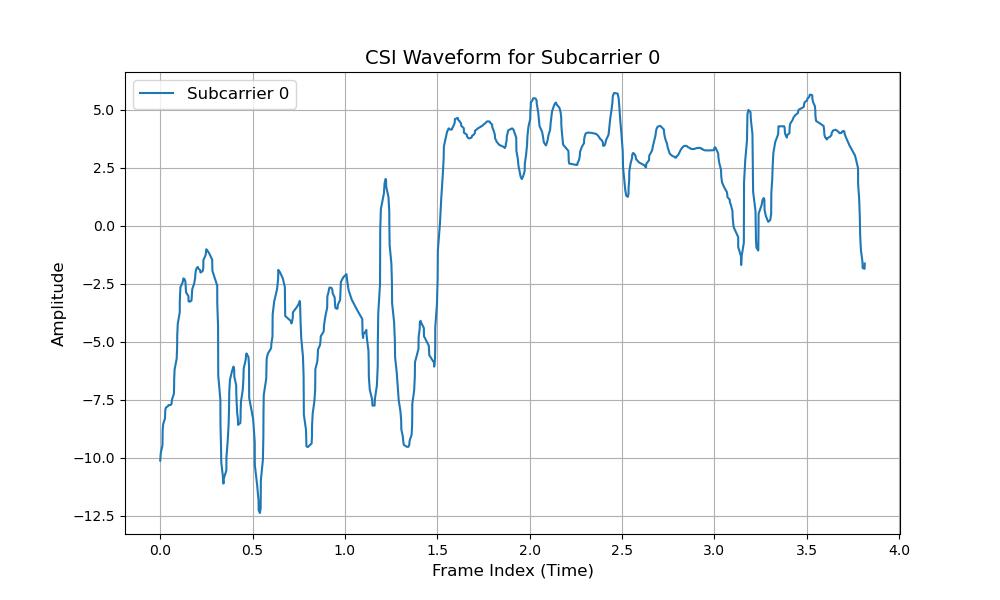 CSI Waveform for Subcarrier 0
Subcarrier 0
Amplitude
5.0
2.5
0.0
−2.5
−5.0
−7.5
−10.0
−12.5
0.0 0.5 1.0 1.5 2.0 2.5 3.0 3.5 4.0
Frame Index (Time)